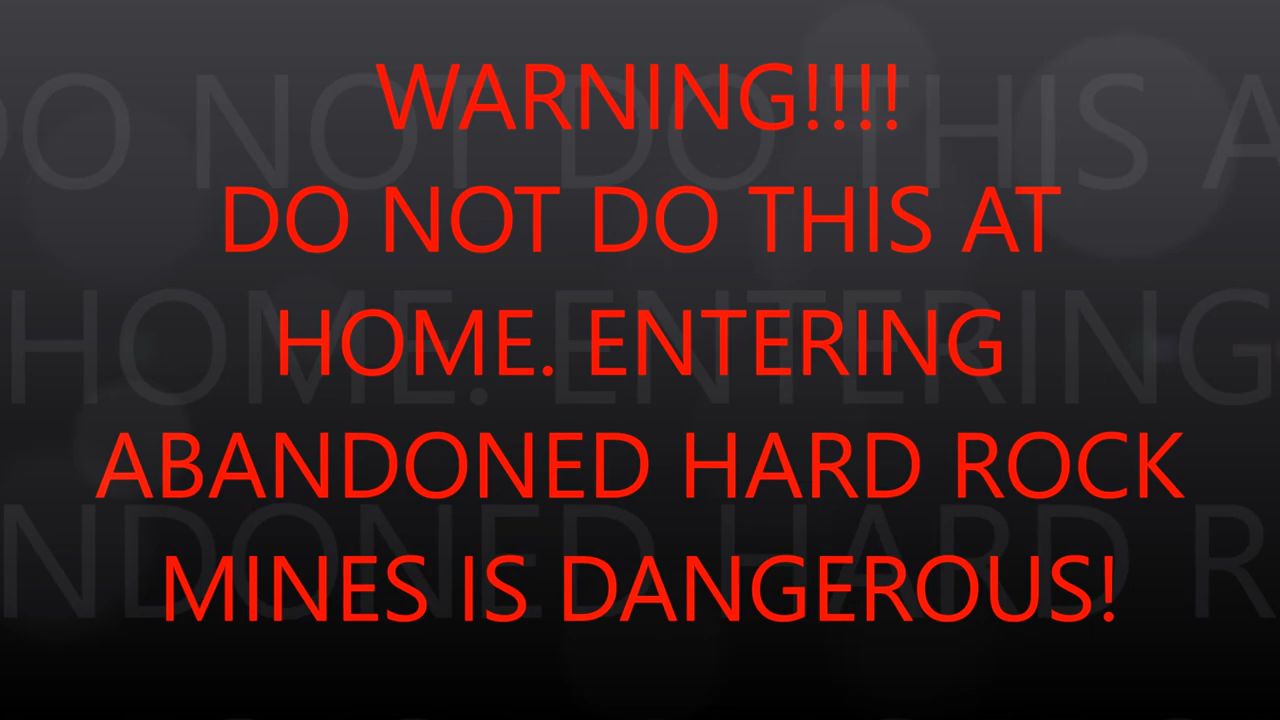 WARNING!!!!
DO NOT DO THIS AT
HOME. ENTERING
ABANDONED HARD ROCK
MINES IS DANGEROUS!